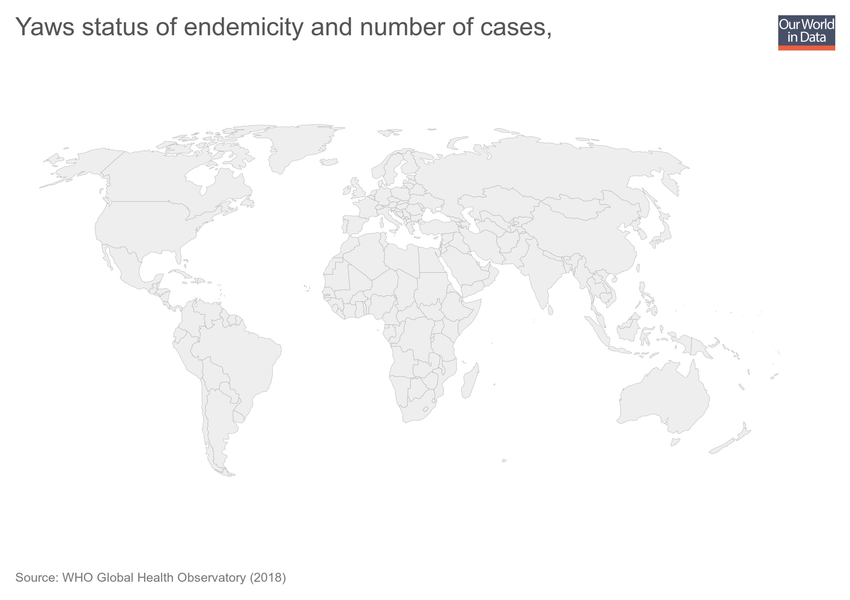 Yaws status of endemicity and number of cases,
Our World
in Data
Source: WHO Global Health Observatory (2018)